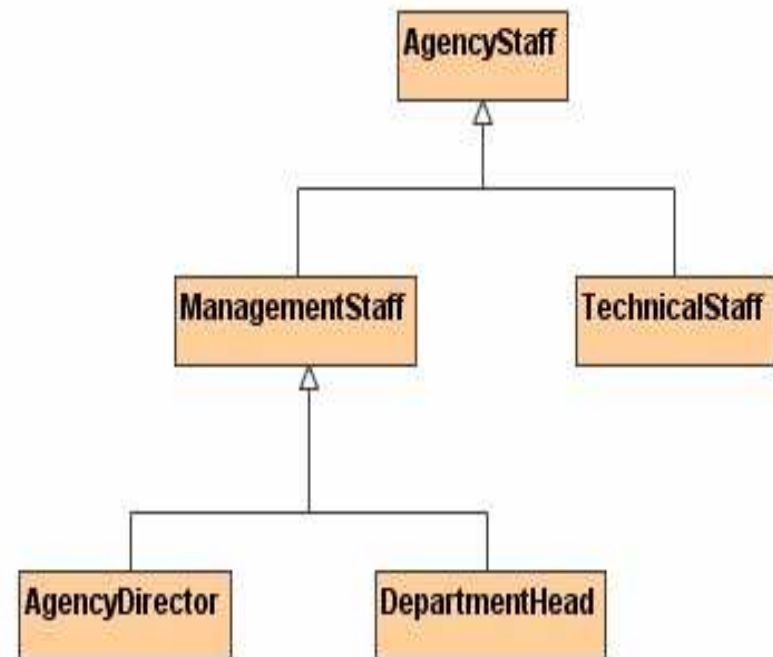 AgencyStaff
ManagementStaff
TechnicalStaff
AgencyDirector
DepartmentHead